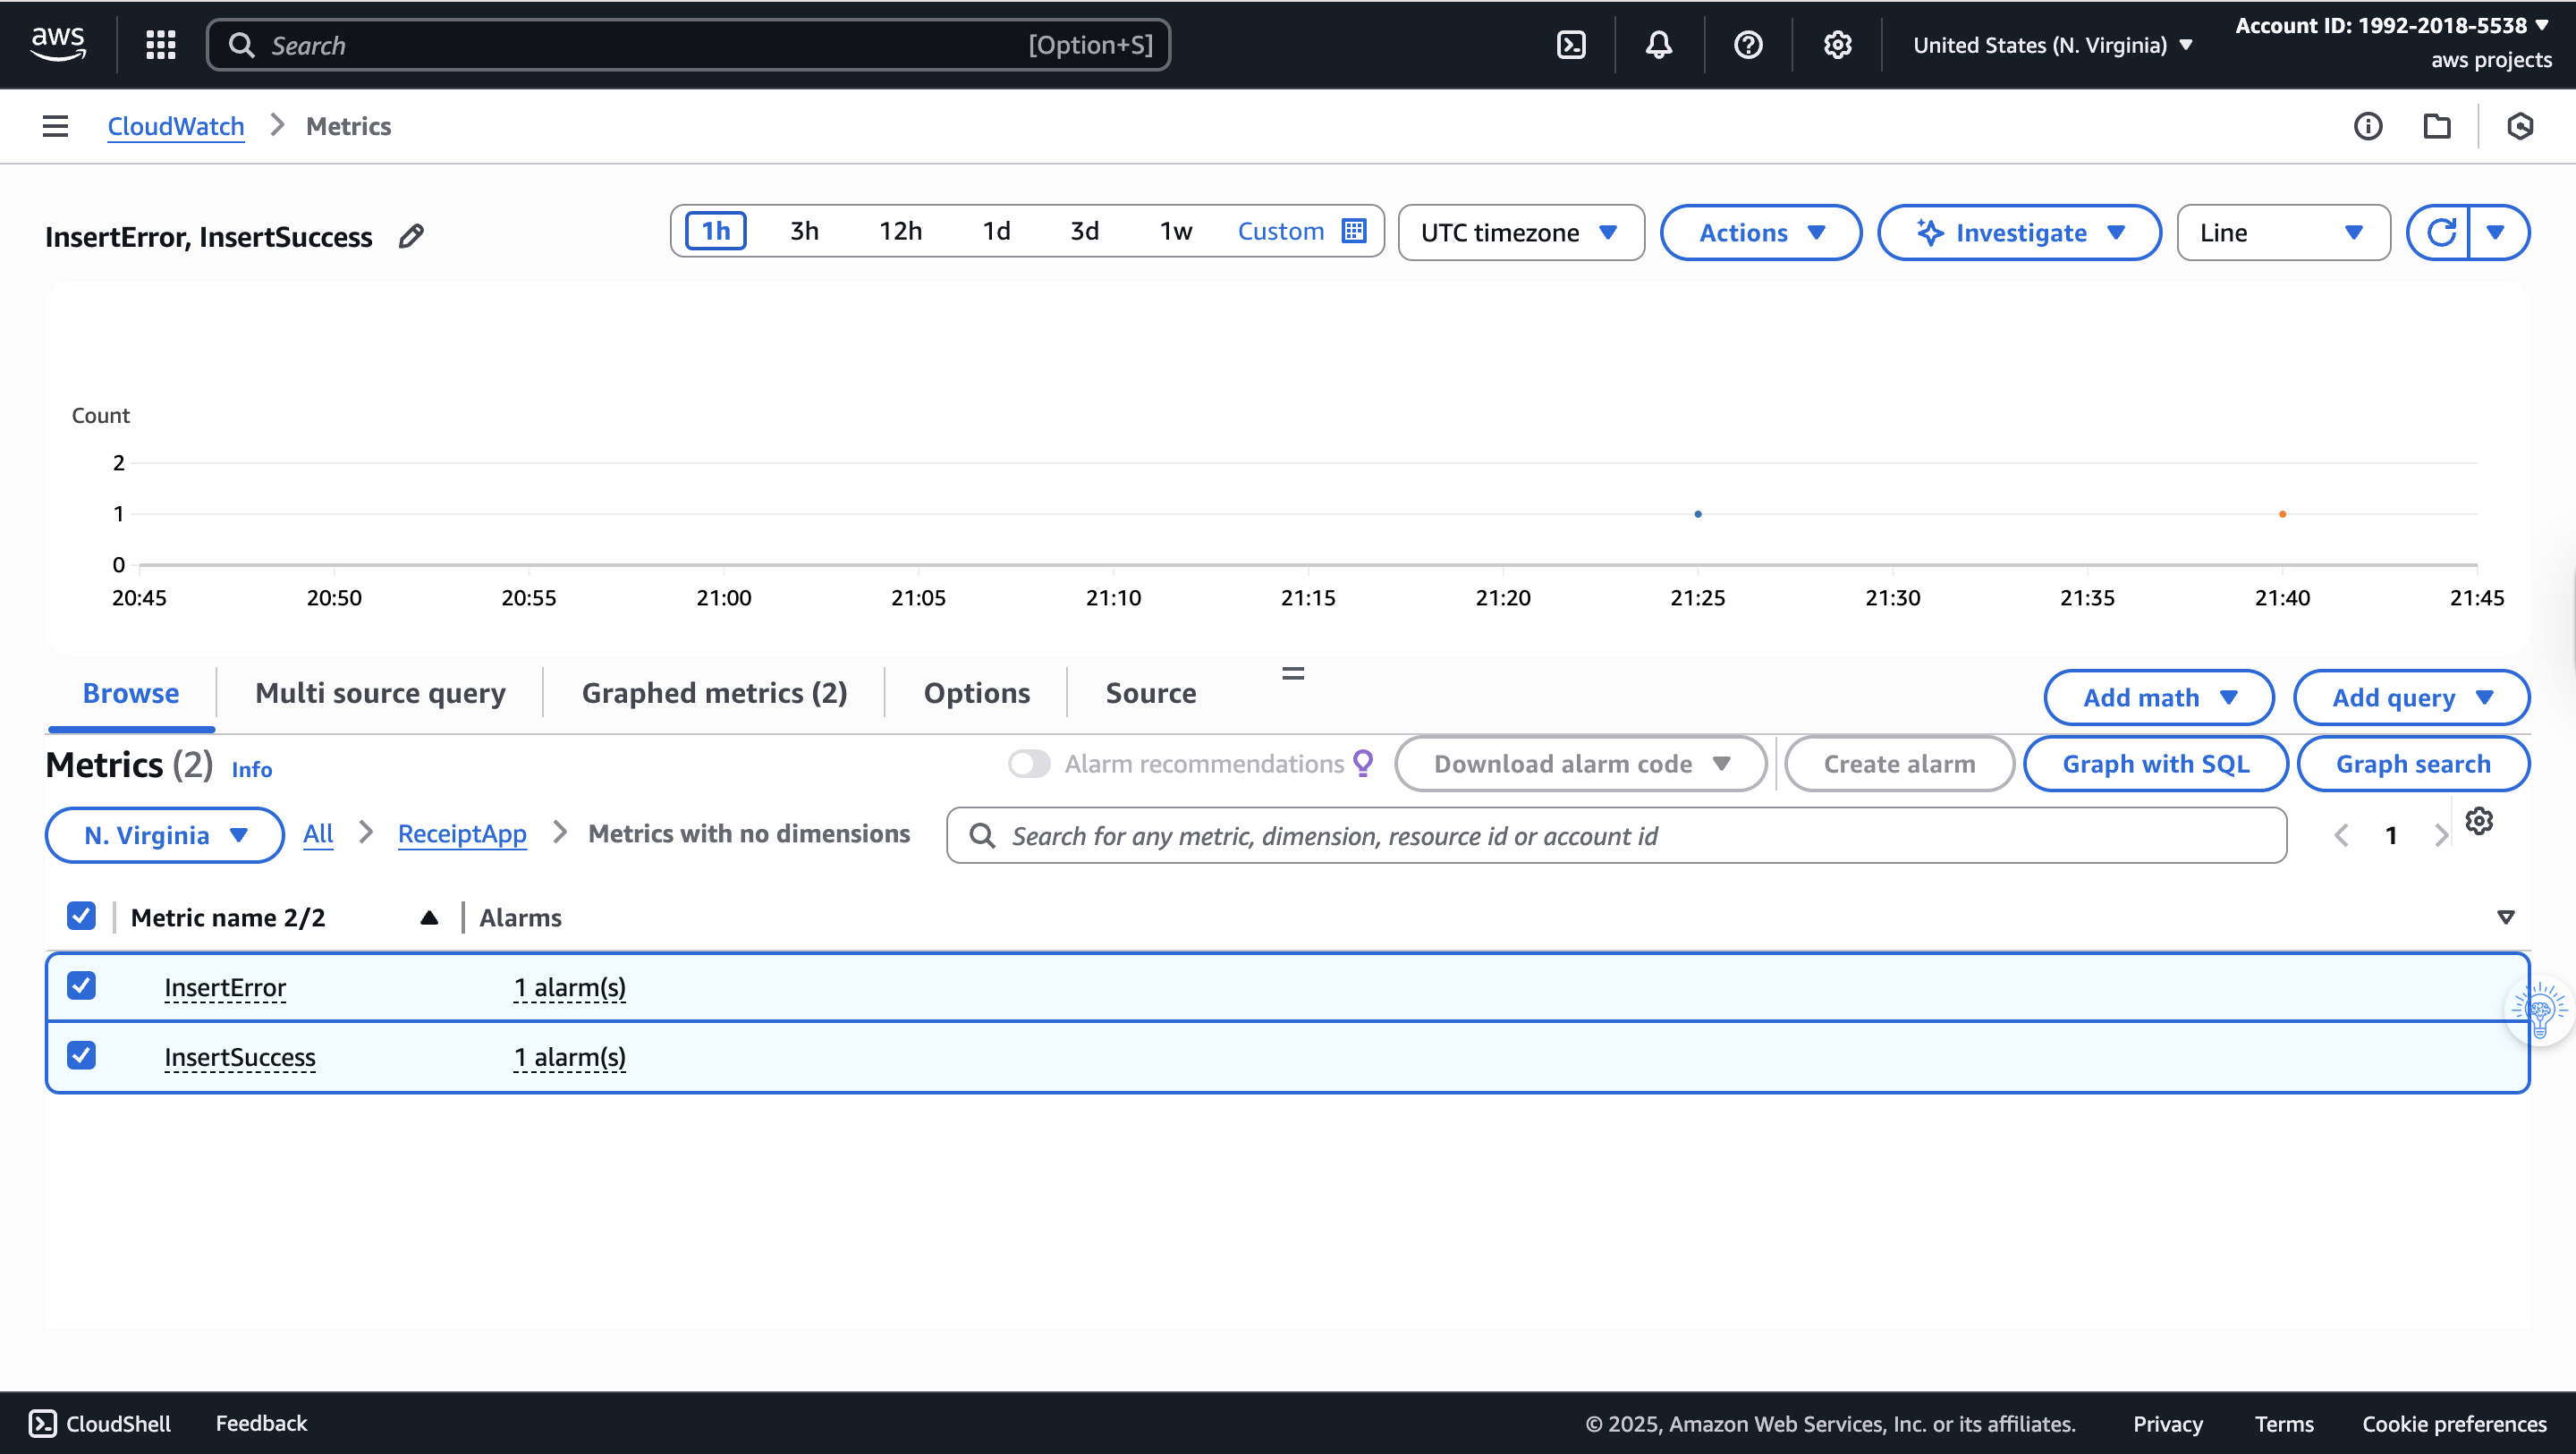 aws
Search [Option+S]
United States (N. Virginia)
Account ID: 1992-2018-5538
aws projects
CloudWatch
Metrics
InsertError, InsertSuccess
1h 3h 12h 1d 3d 1w Custom
UTC timezone
Actions
Investigate
Line
Count
2
1
0
20:45 20:50 20:55 21:00 21:05 21:10 21:15 21:20 21:25 21:30 21:35 21:40 21:45
Browse
Multi source query
Graphed metrics (2)
Options
Source
Add math
Add query
Metrics (2) Info
Alarm recommendations
Download alarm code
Create alarm
Graph with SQL
Graph search
N. Virginia
All
ReceiptApp
Metrics with no dimensions
Search for any metric, dimension, resource id or account id
1
Metric name 2/2
Alarms
InsertError 1 alarm(s)
InsertSuccess 1 alarm(s)
CloudShell
Feedback
© 2025, Amazon Web Services, Inc. or its affiliates.
Privacy
Terms
Cookie preferences